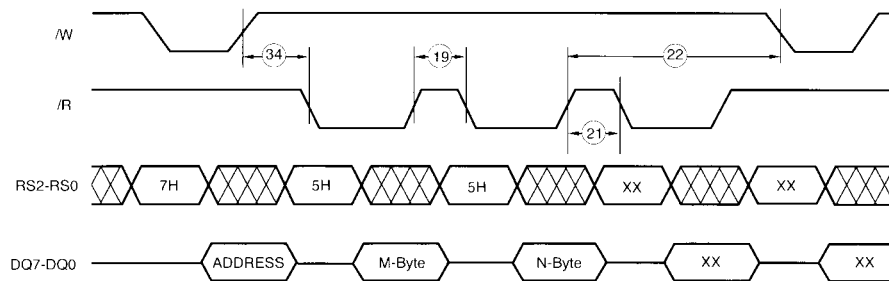 /W
34
19
22
/R
21
RS2-RS0
7H
5H
5H
XX
XX
DQ7-DQ0
ADDRESS
M-Byte
N-Byte
XX
XX